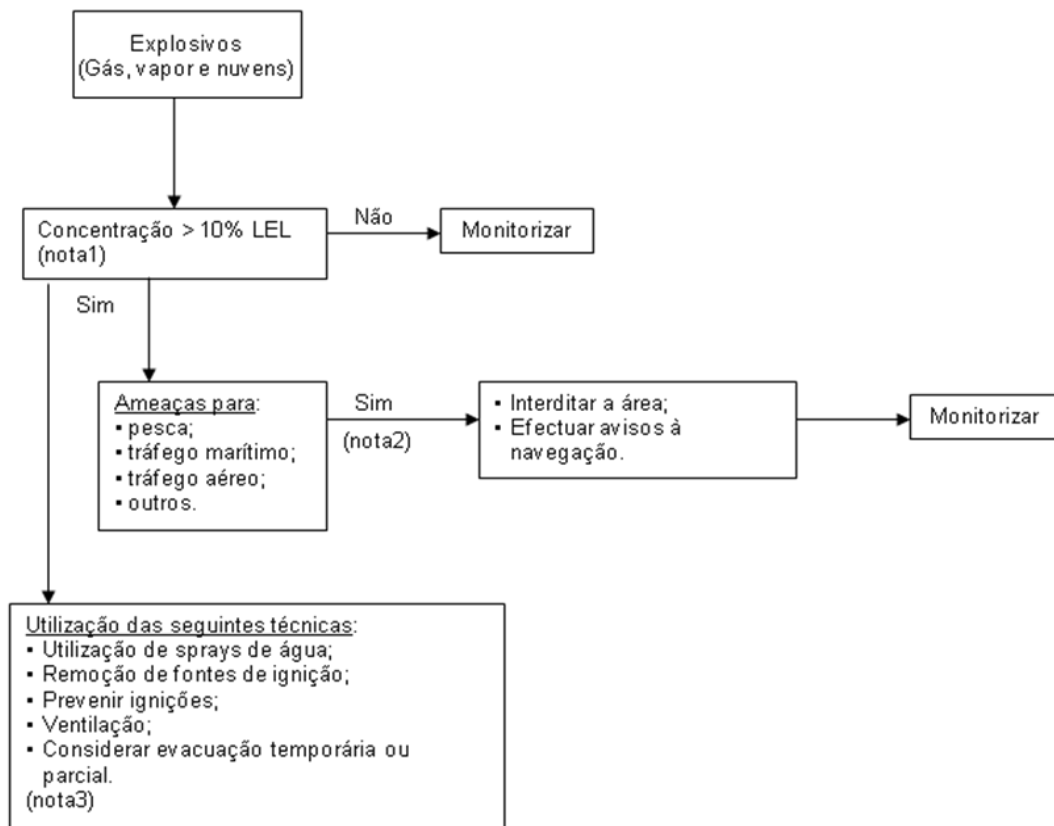 Explosivos
(Gás, vapor e nuvens)
Concentração > 10% LEL
(nota1)
Não
Monitorizar
Sim
Ameaças para:
▪ pesca;
▪ tráfego marítimo;
▪ tráfego aéreo;
▪ outros.
Sim
(nota2)
▪ Interditar a área;
▪ Efectuar avisos à
navegação.
Monitorizar
Utilização das seguintes técnicas:
▪ Utilização de sprays de água;
▪ Remoção de fontes de ignição;
▪ Prevenir ignições;
▪ Ventilação;
▪ Considerar evacuação temporária ou
parcial.
(nota3)